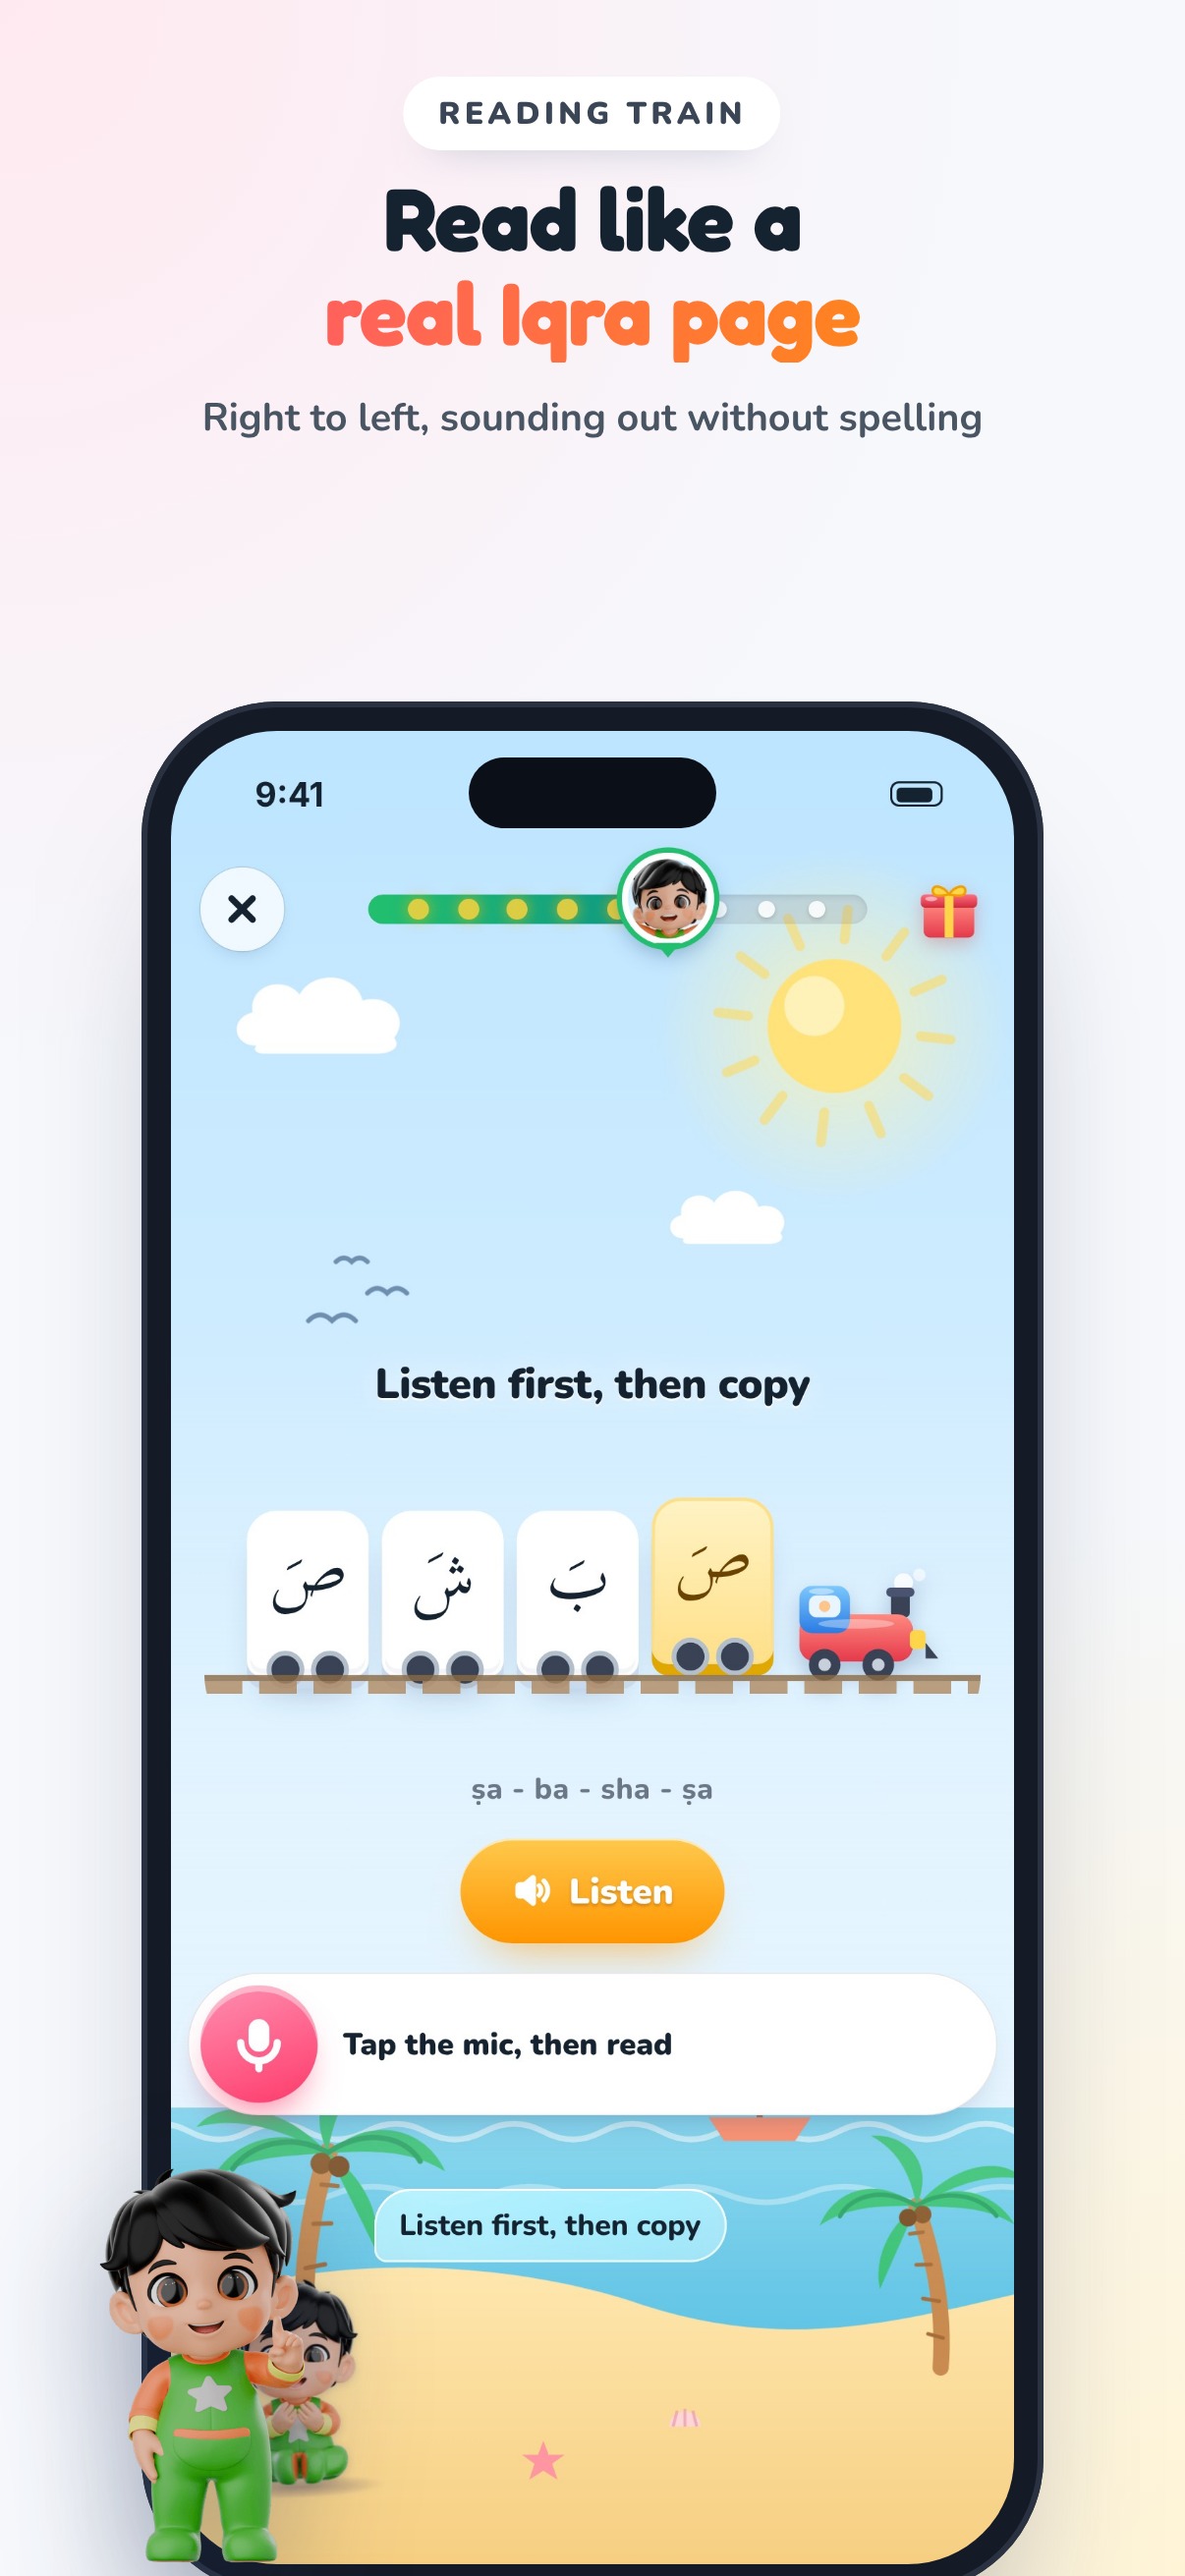 READING TRAIN
Read like a
real Iqra page
Right to left, sounding out without spelling
9:41
Listen first, then copy
صَ بَ شَ صَ
ṣa - ba - sha - ṣa
Listen
Tap the mic, then read
Listen first, then copy